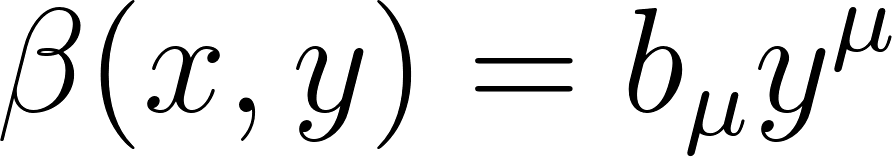 β(x, y) = b_μ y^μ